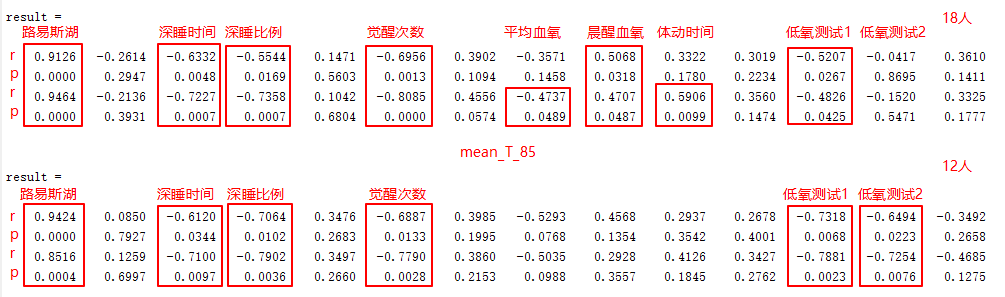 result =
18人
路易斯湖 深睡时间 深睡比例 觉醒次数 平均血氧 晨醒血氧 体动时间 低氧测试1 低氧测试2
r 0.9126 -0.2614 -0.6332 -0.5544 0.1471 -0.6956 0.3902 -0.3571 0.5068 0.3322 0.3019 -0.5207 -0.0417 0.3610
p 0.0000 0.2947 0.0048 0.0169 0.5603 0.0013 0.1094 0.1458 0.0318 0.1780 0.2234 0.0267 0.8695 0.1411
r 0.9464 -0.2136 -0.7227 -0.7358 0.1042 -0.8085 0.4556 -0.4737 0.4707 0.5906 0.3560 -0.4826 -0.1520 0.3325
p 0.0000 0.3931 0.0007 0.0007 0.6804 0.0000 0.0574 0.0489 0.0487 0.0099 0.1474 0.0425 0.5471 0.1777
mean_T_85
result =
12人
路易斯湖 深睡时间 深睡比例 觉醒次数 低氧测试1 低氧测试2
r 0.9424 0.0850 -0.6120 -0.7064 0.3476 -0.6887 0.3985 -0.5293 0.4568 0.2937 0.2678 -0.7318 -0.6494 -0.3492
p 0.0000 0.7927 0.0344 0.0102 0.2683 0.0133 0.1995 0.0768 0.1354 0.3542 0.4001 0.0068 0.0223 0.2658
r 0.8516 0.1259 -0.7100 -0.7902 0.3497 -0.7790 0.3860 -0.5035 0.2928 0.4126 0.3427 -0.7881 -0.7254 -0.4685
p 0.0004 0.6997 0.0097 0.0036 0.2660 0.0028 0.2153 0.0988 0.3557 0.1845 0.2762 0.0023 0.0076 0.1275